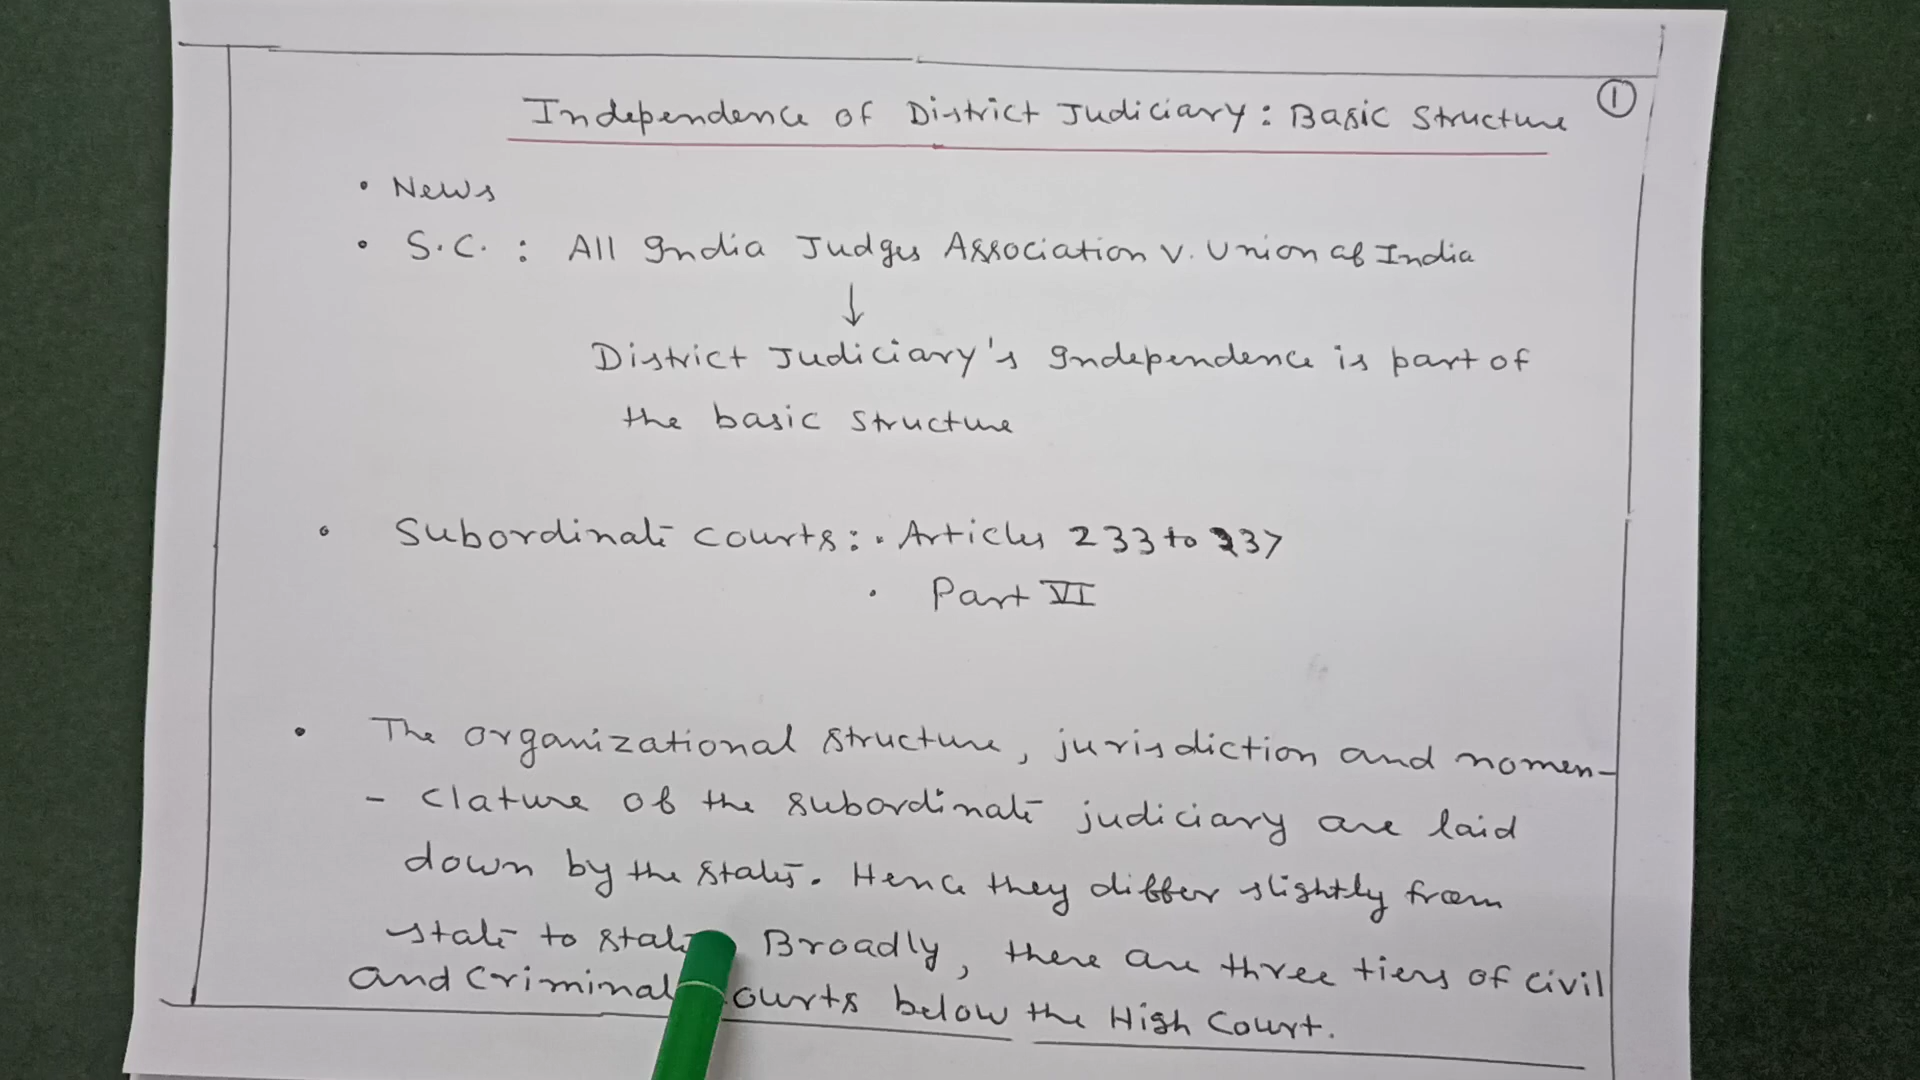 ①
Independence of District Judiciary : Basic Structure
• News
• S.C. : All India Judges Association v. Union of India
↓
District Judiciary's Independence is part of
the basic structure
• Subordinate courts : • Articles 233 to 237
• Part VI
• The organizational structure, jurisdiction and nomen-
- clature of the subordinate judiciary are laid
down by the states. Hence they differ slightly from
state to state Broadly, there are three tiers of civil
and Criminal courts below the High Court.